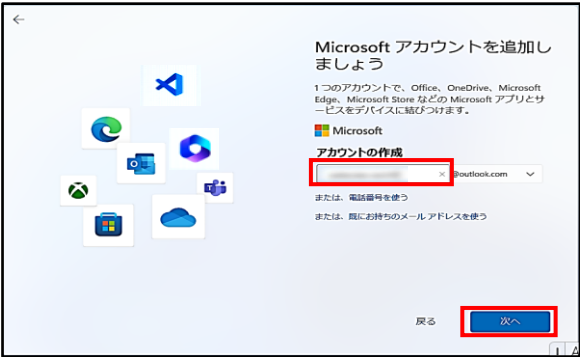 Microsoft アカウントを追加し
ましょう
1つのアカウントで、Office、OneDrive、Microsoft
Edge、Microsoft Store などの Microsoft アプリとサ
ービスをデバイスに結びつけます。
Microsoft
アカウントの作成
@outlook.com
または、電話番号を使う
または、既にお持ちのメール アドレスを使う
戻る
次へ